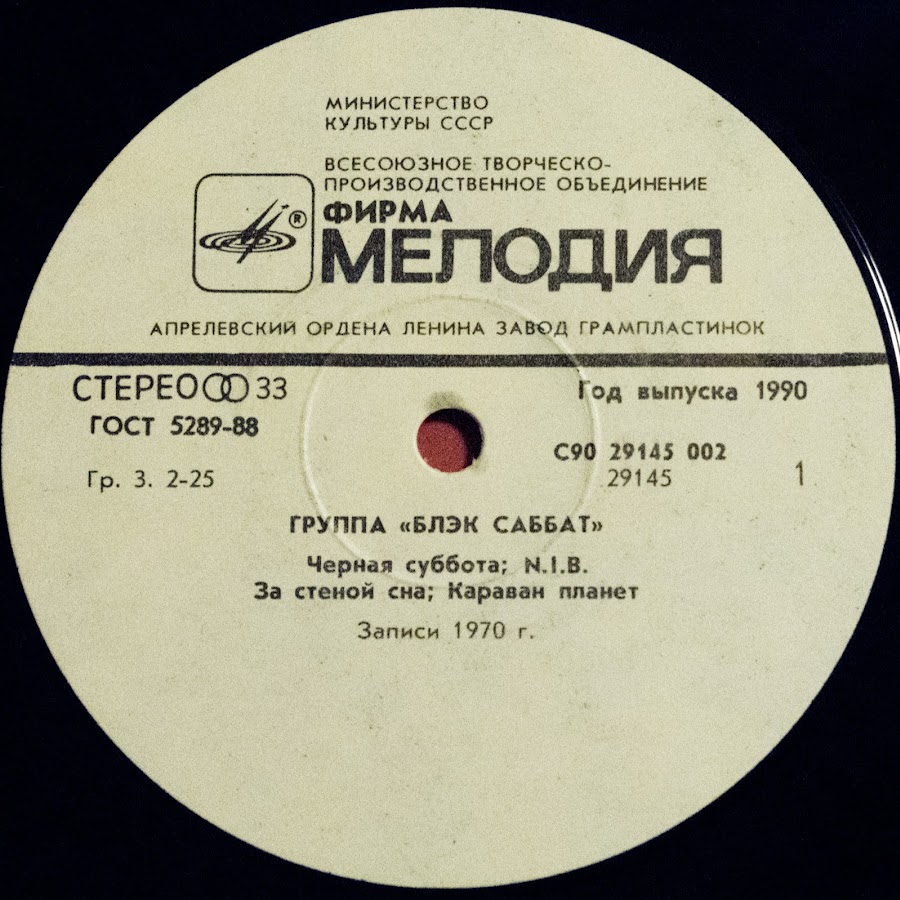 МИНИСТЕРСТВО
КУЛЬТУРЫ СССР
ВСЕСОЮЗНОЕ ТВОРЧЕСКО-
ПРОИЗВОДСТВЕННОЕ ОБЪЕДИНЕНИЕ
ФИРМА
®
МЕЛОДИЯ
АПРЕЛЕВСКИЙ ОРДЕНА ЛЕНИНА ЗАВОД ГРАМПЛАСТИНОК
СТЕРЕО 33
Год выпуска 1990
ГОСТ 5289-88
С90 29145 002
Гр. 3. 2-25
29145
1
ГРУППА «БЛЭК САББАТ»
Черная суббота; N.I.B.
За стеной сна; Караван планет
Записи 1970 г.